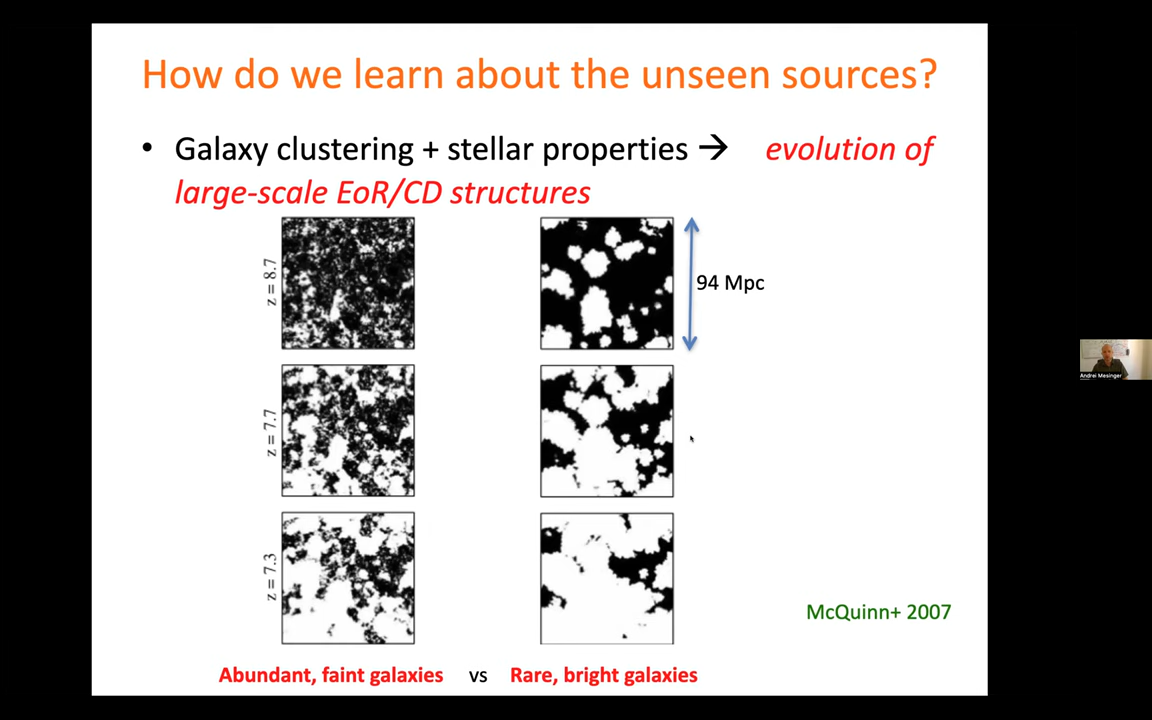 How do we learn about the unseen sources?
• Galaxy clustering + stellar properties → evolution of
large-scale EoR/CD structures
z = 8.7
94 Mpc
z = 7.7
z = 7.3
McQuinn+ 2007
Abundant, faint galaxies vs Rare, bright galaxies
Andrei Mesinger